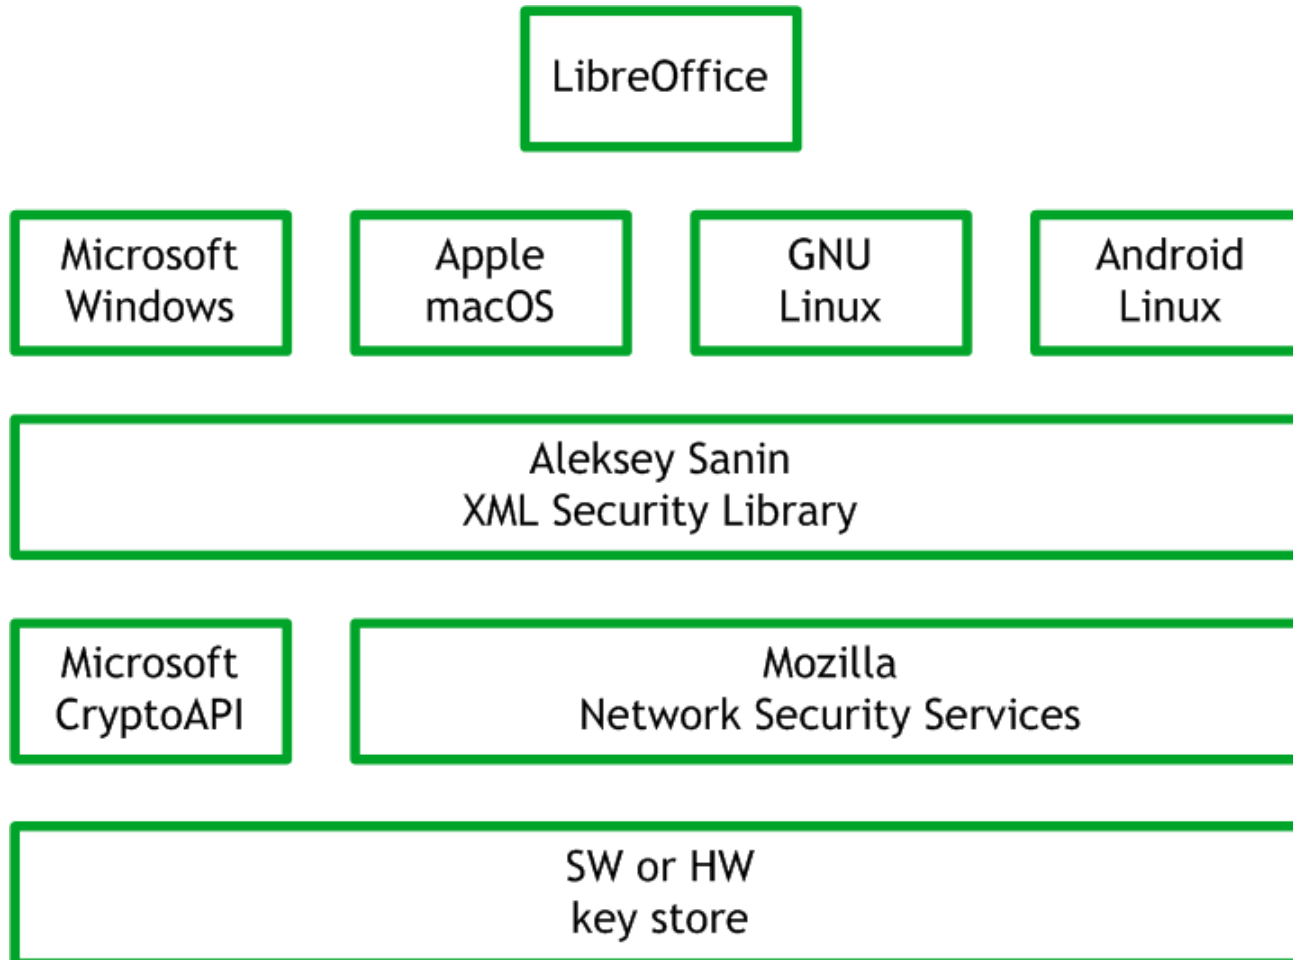 LibreOffice
Microsoft
Windows
Apple
macOS
GNU
Linux
Android
Linux
Aleksey Sanin
XML Security Library
Microsoft
CryptoAPI
Mozilla
Network Security Services
SW or HW
key store